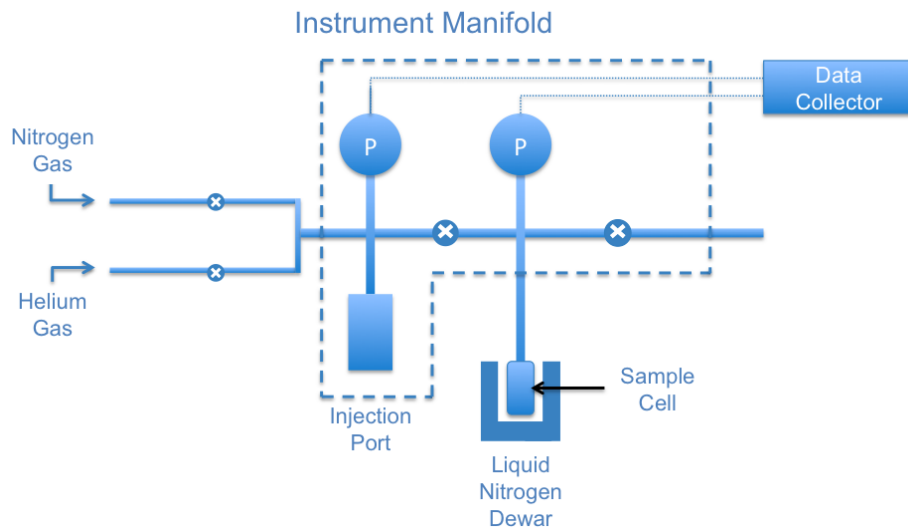 Instrument Manifold
Data
Collector
P
P
Nitrogen
Gas
Helium
Gas
Injection
Port
Sample
Cell
Liquid
Nitrogen
Dewar